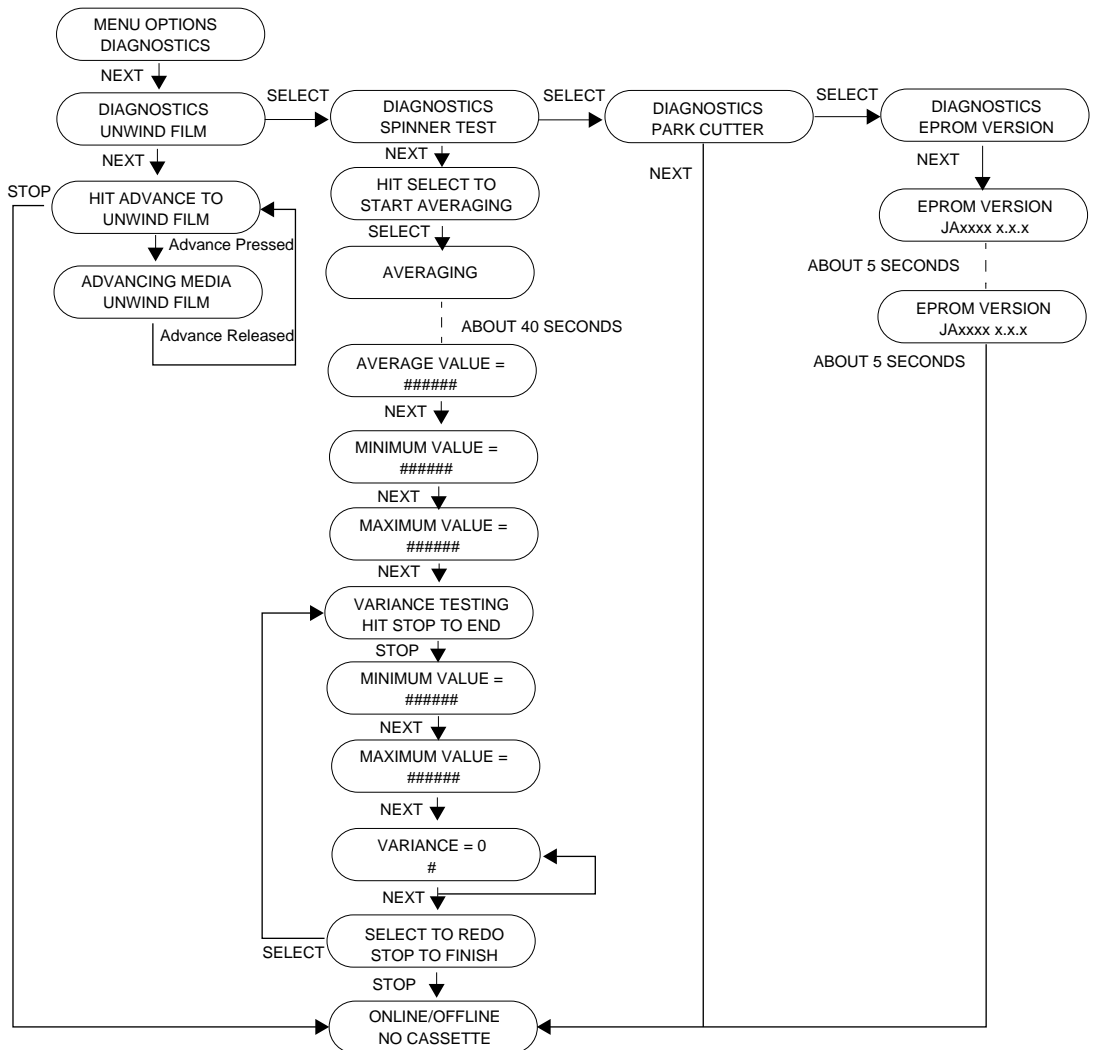 MENU OPTIONS
DIAGNOSTICS
NEXT
DIAGNOSTICS
UNWIND FILM
SELECT
DIAGNOSTICS
SPINNER TEST
SELECT
DIAGNOSTICS
PARK CUTTER
SELECT
DIAGNOSTICS
EPROM VERSION
NEXT
STOP
HIT ADVANCE TO
UNWIND FILM
Advance Pressed
ADVANCING MEDIA
UNWIND FILM
Advance Released
NEXT
HIT SELECT TO
START AVERAGING
SELECT
AVERAGING
ABOUT 40 SECONDS
AVERAGE VALUE =
######
NEXT
MINIMUM VALUE =
######
NEXT
MAXIMUM VALUE =
######
NEXT
VARIANCE TESTING
HIT STOP TO END
STOP
MINIMUM VALUE =
######
NEXT
MAXIMUM VALUE =
######
NEXT
VARIANCE = 0
#
NEXT
SELECT
SELECT TO REDO
STOP TO FINISH
STOP
ONLINE/OFFLINE
NO CASSETTE
NEXT
NEXT
EPROM VERSION
JAxxxx x.x.x
ABOUT 5 SECONDS
EPROM VERSION
JAxxxx x.x.x
ABOUT 5 SECONDS